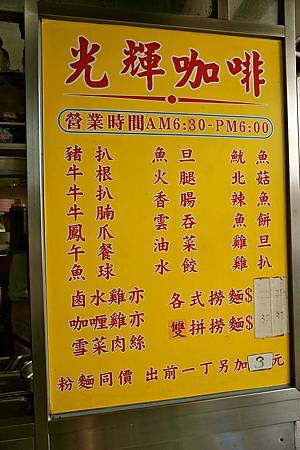 光輝咖啡
營業時間AM6:30-PM6:00
豬扒 魚旦 魷魚
牛根 火腿 北菇
牛扒 香腸 辣魚
牛腩 雲吞 魚餅
鳳爪 油菜 雞旦
午餐 水餃 雞扒
魚球
鹵水雞亦 各式撈麵$
咖喱雞亦 雙拼撈麵$
雪菜肉絲
粉麵同價 出前一丁另加3元